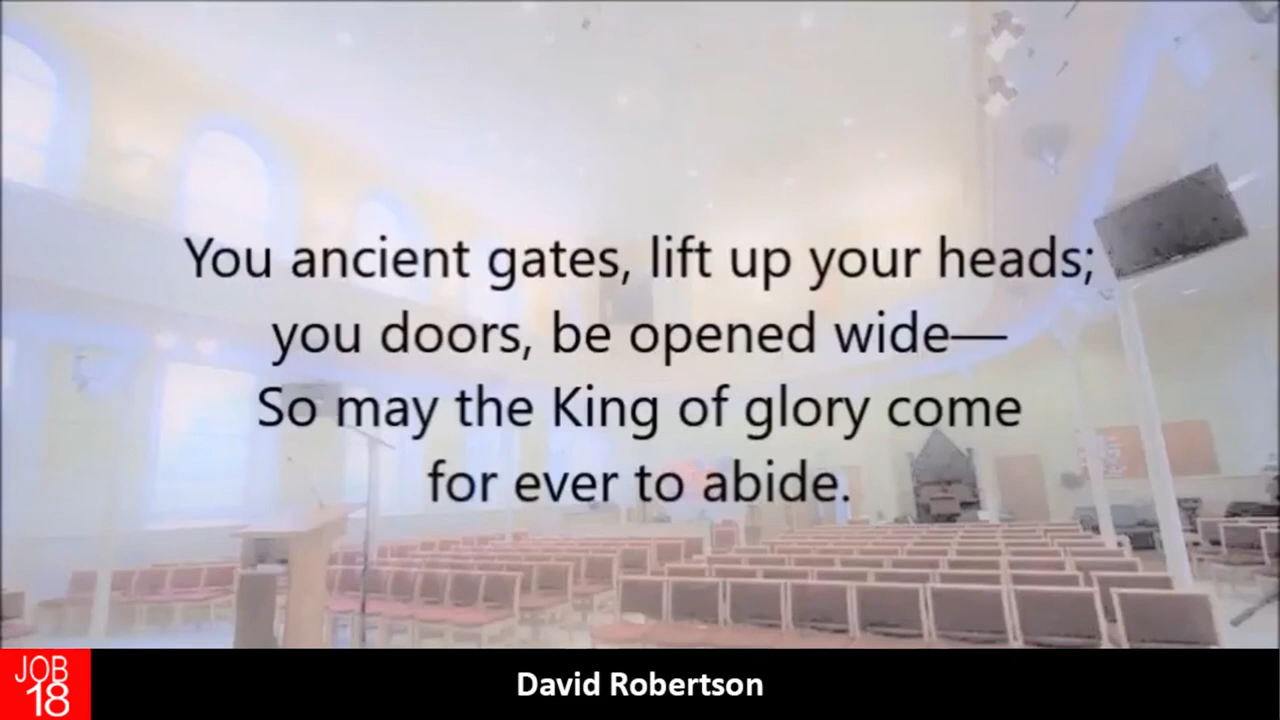 You ancient gates, lift up your heads;
you doors, be opened wide—
So may the King of glory come
for ever to abide.
JOB
18
David Robertson